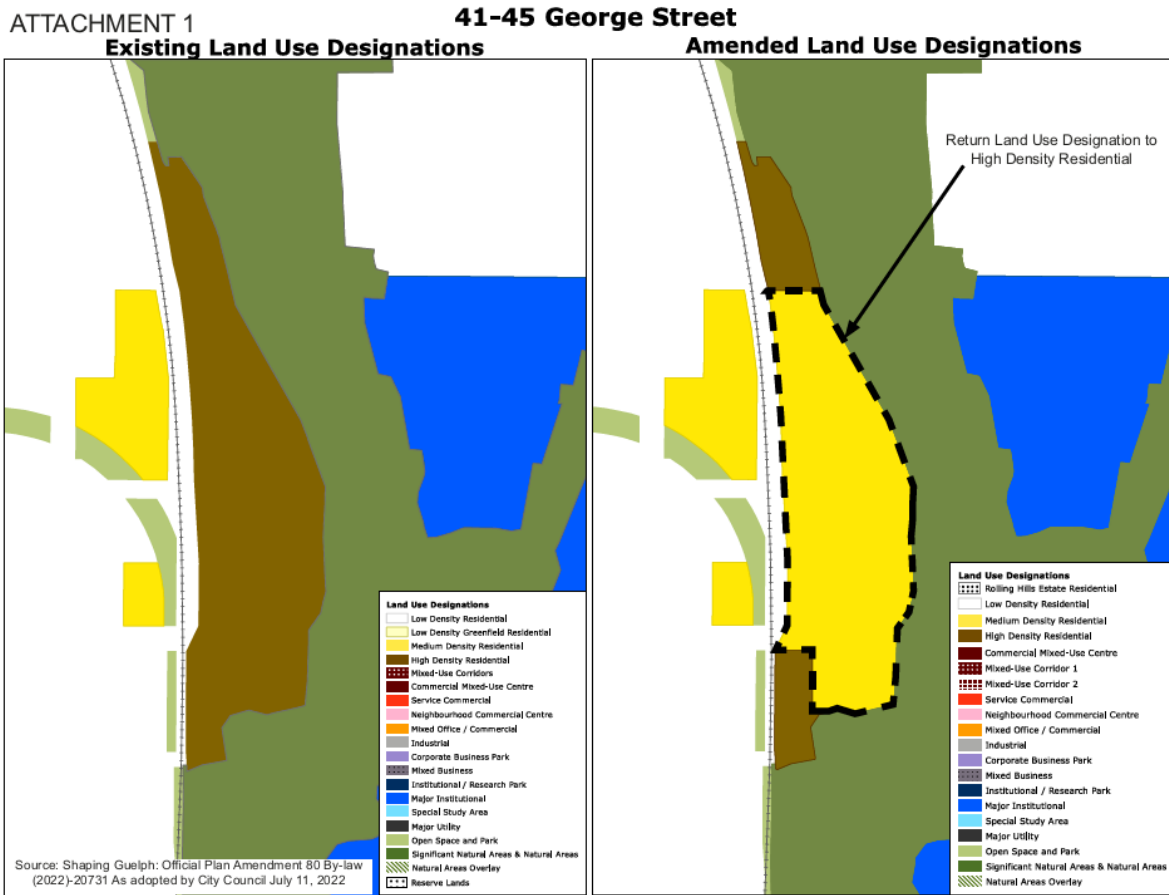 ATTACHMENT 1
41-45 George Street
Existing Land Use Designations
Amended Land Use Designations
Return Land Use Designation to
High Density Residential
Land Use Designations
Low Density Residential
Low Density Greenfield Residential
Medium Density Residential
High Density Residential
Mixed-Use Corridors
Commercial Mixed-Use Centre
Service Commercial
Neighbourhood Commercial Centre
Mixed Office / Commercial
Industrial
Corporate Business Park
Mixed Business
Institutional / Research Park
Major Institutional
Special Study Area
Major Utility
Open Space and Park
Significant Natural Areas & Natural Areas
Natural Areas Overlay
Reserve Lands
Source: Shaping Guelph: Official Plan Amendment 80 By-law
(2022)-20731 As adopted by City Council July 11, 2022
Land Use Designations
Rolling Hills Estate Residential
Low Density Residential
Medium Density Residential
High Density Residential
Commercial Mixed-Use Centre
Mixed-Use Corridor 1
Mixed-Use Corridor 2
Service Commercial
Neighbourhood Commercial Centre
Mixed Office / Commercial
Industrial
Corporate Business Park
Mixed Business
Institutional / Research Park
Major Institutional
Special Study Area
Major Utility
Open Space and Park
Significant Natural Areas & Natural Areas
Natural Areas Overlay